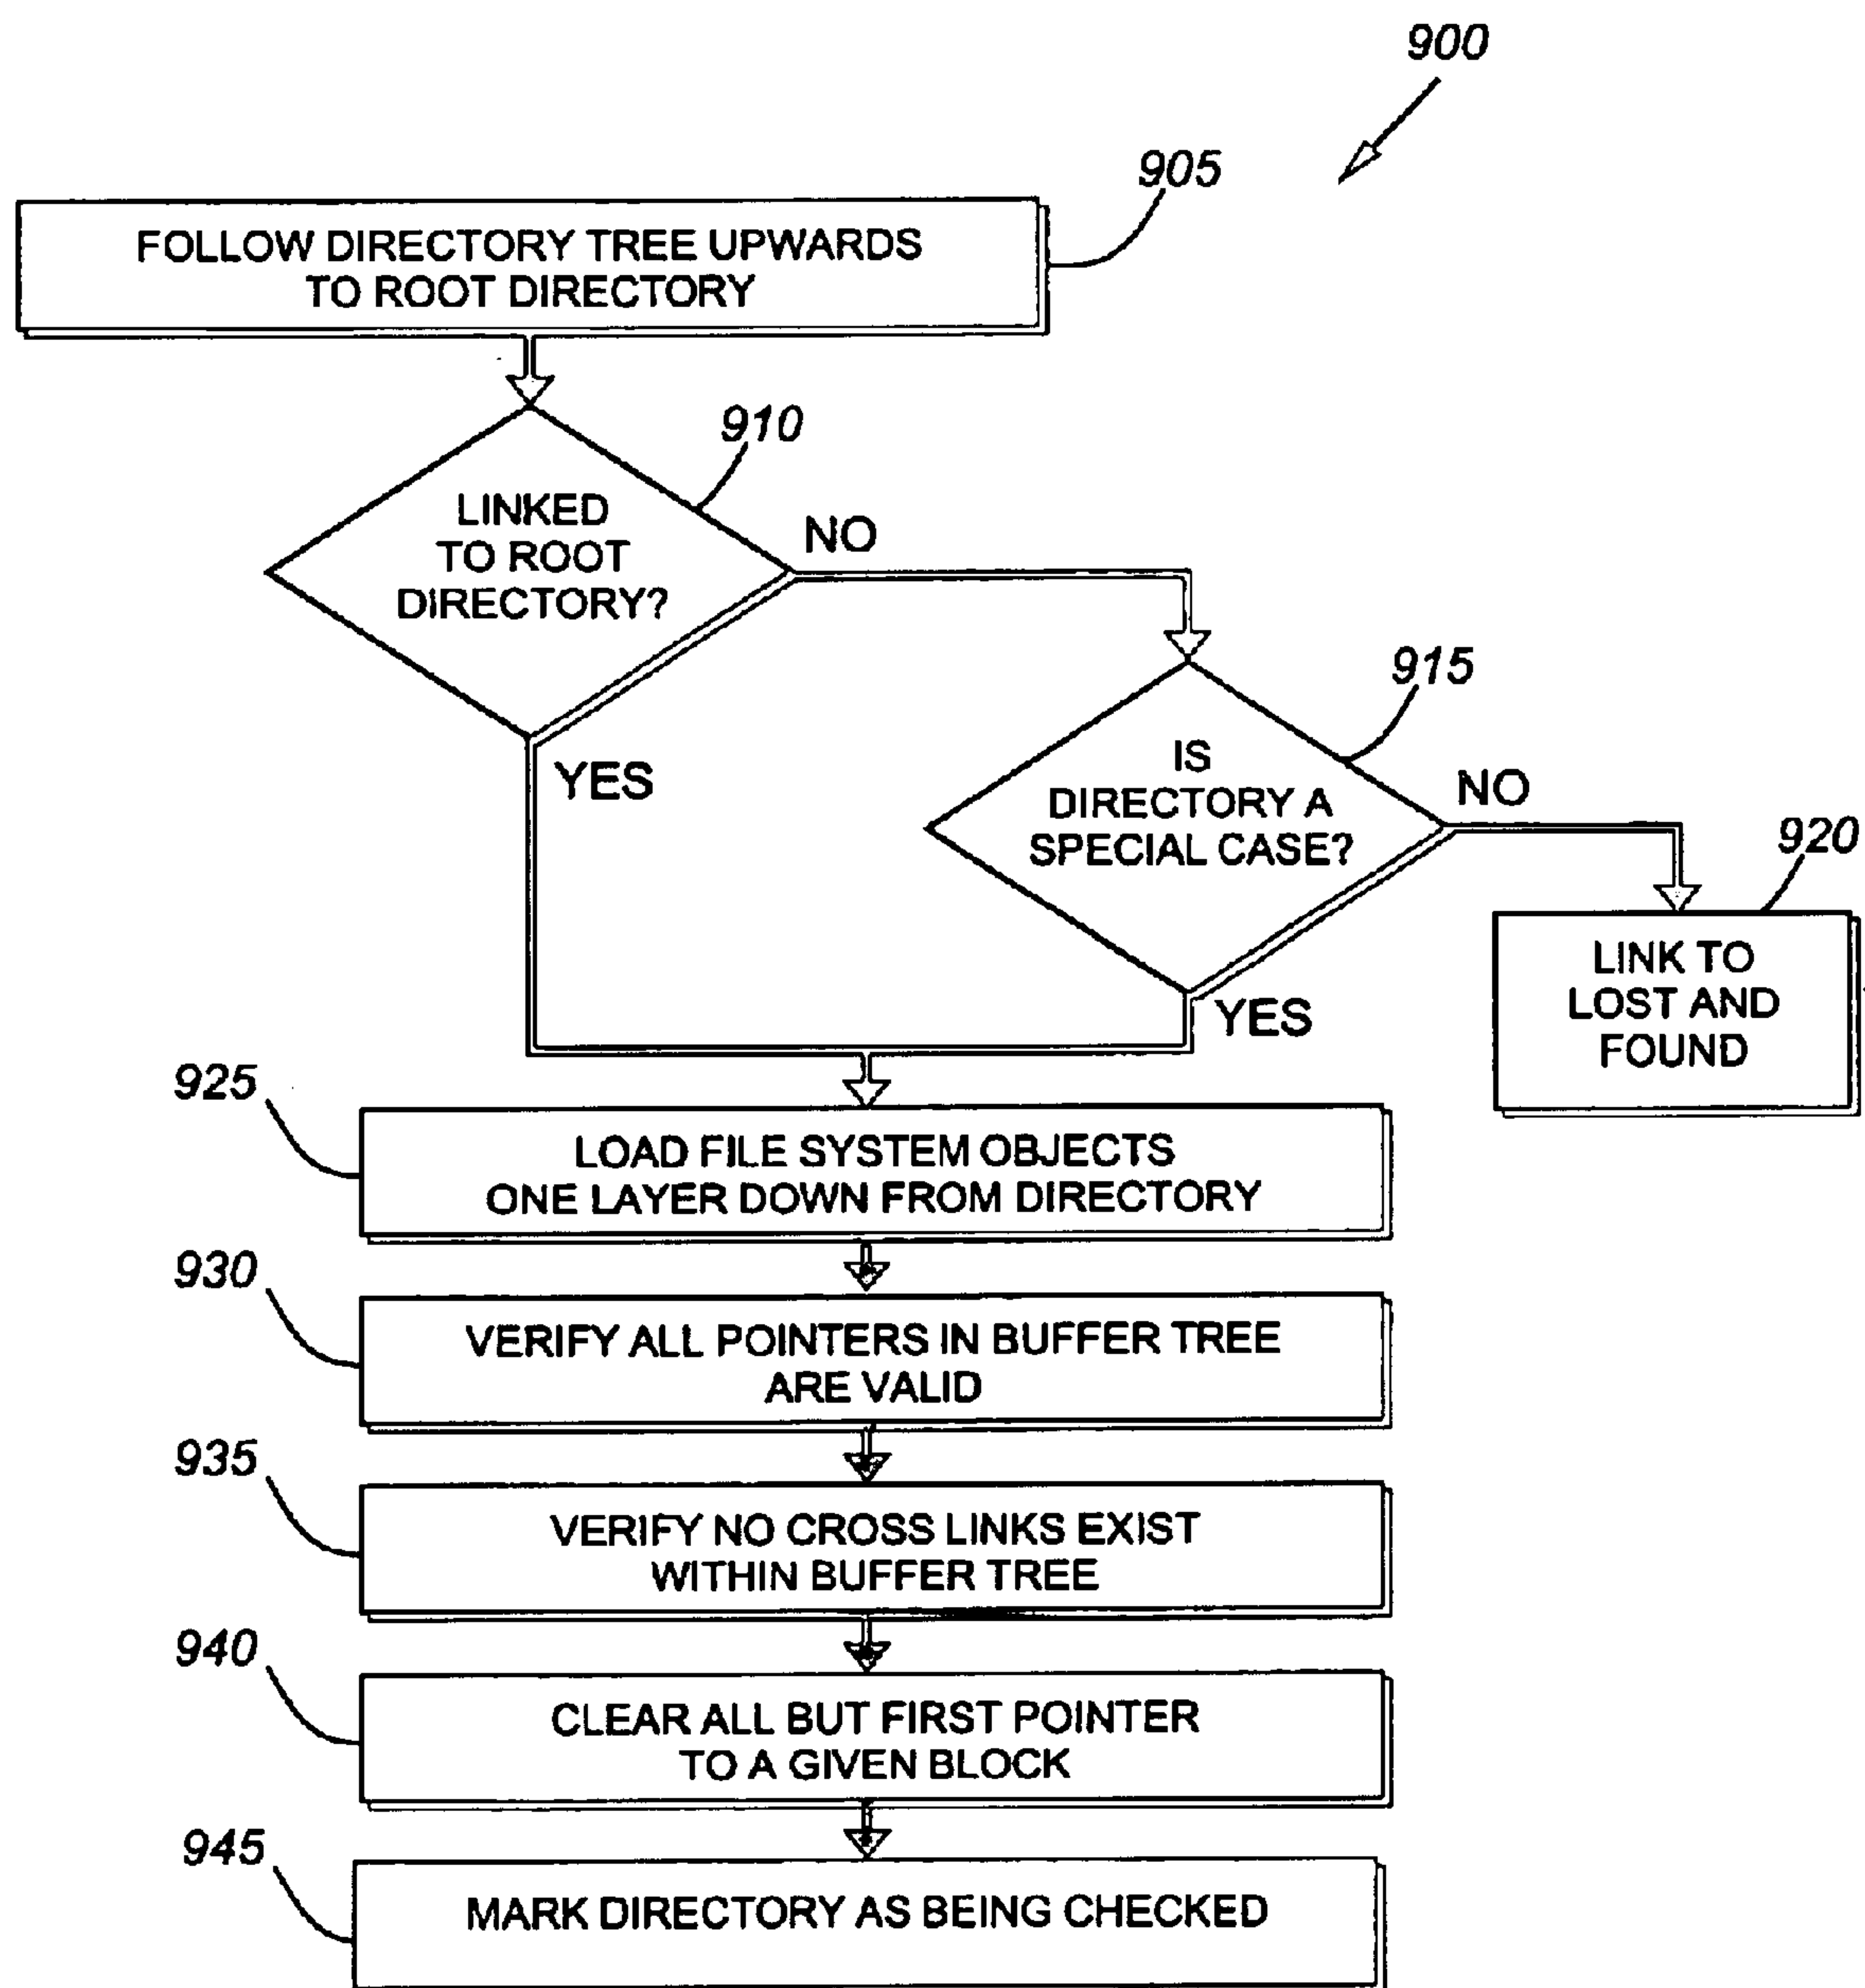 900
905
FOLLOW DIRECTORY TREE UPWARDS
TO ROOT DIRECTORY
910
LINKED
TO ROOT
DIRECTORY?
NO
YES
915
IS
DIRECTORY A
SPECIAL CASE?
NO
YES
920
LINK TO
LOST AND
FOUND
925
LOAD FILE SYSTEM OBJECTS
ONE LAYER DOWN FROM DIRECTORY
930
VERIFY ALL POINTERS IN BUFFER TREE
ARE VALID
935
VERIFY NO CROSS LINKS EXIST
WITHIN BUFFER TREE
940
CLEAR ALL BUT FIRST POINTER
TO A GIVEN BLOCK
945
MARK DIRECTORY AS BEING CHECKED